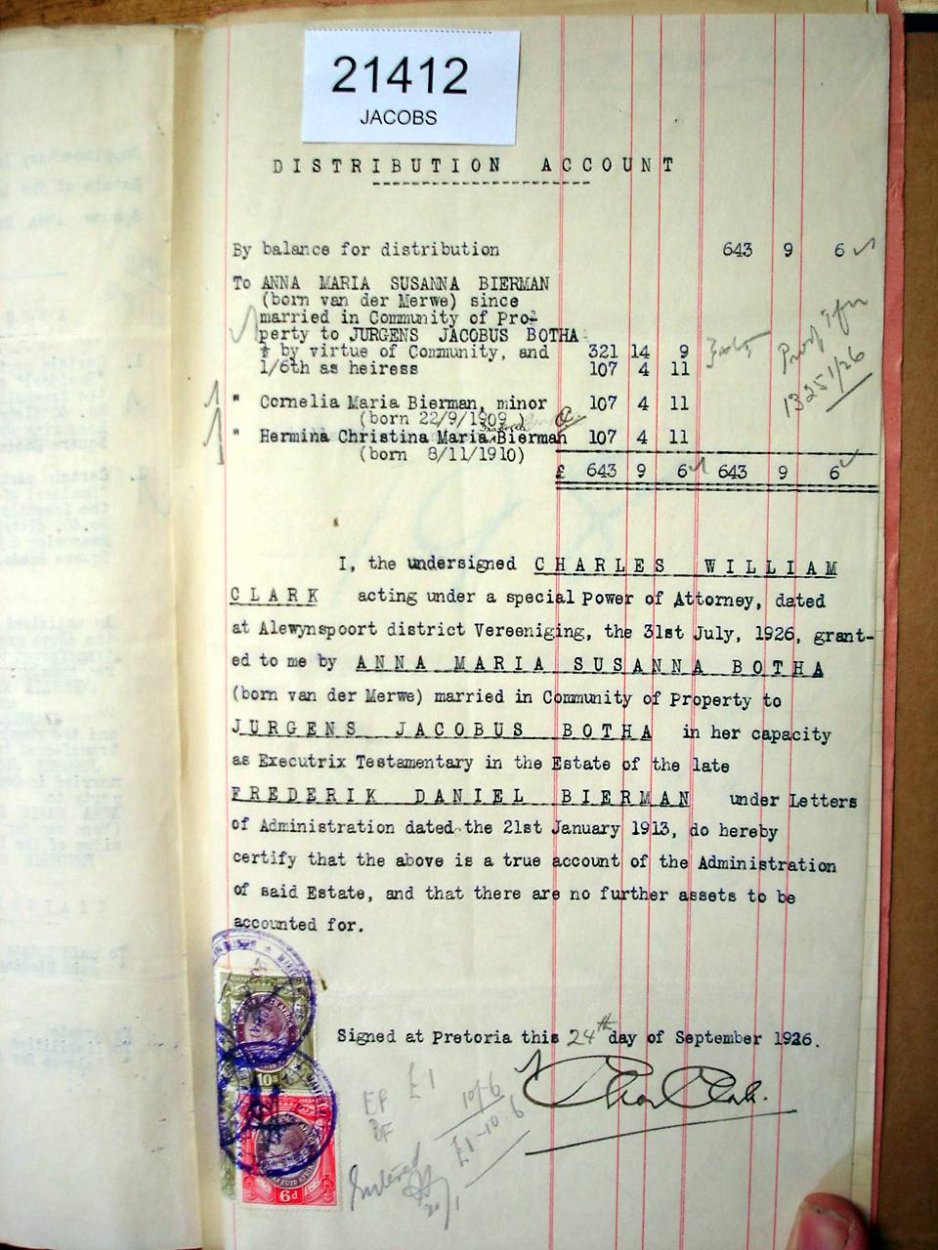 21412
JACOBS
DISTRIBUTION ACCOUNT
By balance for distribution 643 9 6
To ANNA MARIA SUSANNA BIERMAN
(born van der Merwe) since
married in Community of Pro-
perty to JURGENS JACOBUS BOTHA
½ by virtue of Community, and 321 14 9
1/6th as heiress 107 4 11
Proof 9 fm
13251/26
" Cornelia Maria Bierman, minor 107 4 11
(born 22/9/1909
" Hermina Christina Maria Bierman 107 4 11
(born 8/11/1910)
£ 643 9 6 643 9 6
I, the undersigned CHARLES WILLIAM
CLARK acting under a special Power of Attorney, dated
at Alewynspoort district Vereeniging, the 31st July, 1926, grant-
ed to me by ANNA MARIA SUSANNA BOTHA
(born van der Merwe) married in Community of Property to
JURGENS JACOBUS BOTHA in her capacity
as Executrix Testamentary in the Estate of the late
FREDERIK DANIEL BIERMAN under Letters
of Administration dated the 21st January 1913, do hereby
certify that the above is a true account of the Administration
of said Estate, and that there are no further assets to be
accounted for.
Signed at Pretoria this 24th day of September 1926.
EF £1
BF 10/6
£1-10.6
10s
6d